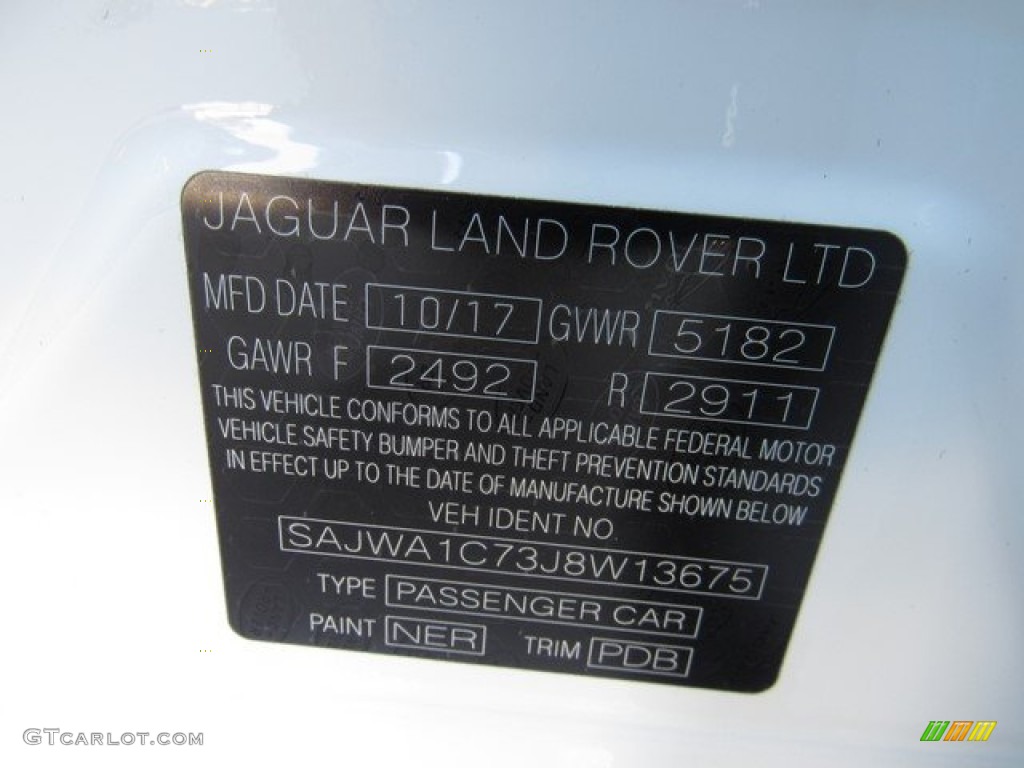 JAGUAR LAND ROVER LTD
MFD DATE 10/17 GVWR 5182
GAWR F 2492 R 2911
THIS VEHICLE CONFORMS TO ALL APPLICABLE FEDERAL MOTOR
VEHICLE SAFETY BUMPER AND THEFT PREVENTION STANDARDS
IN EFFECT UP TO THE DATE OF MANUFACTURE SHOWN BELOW
VEH IDENT NO.
SAJWA1C73J8W13675
TYPE PASSENGER CAR
PAINT NER TRIM PDB
GTCARLOT.COM